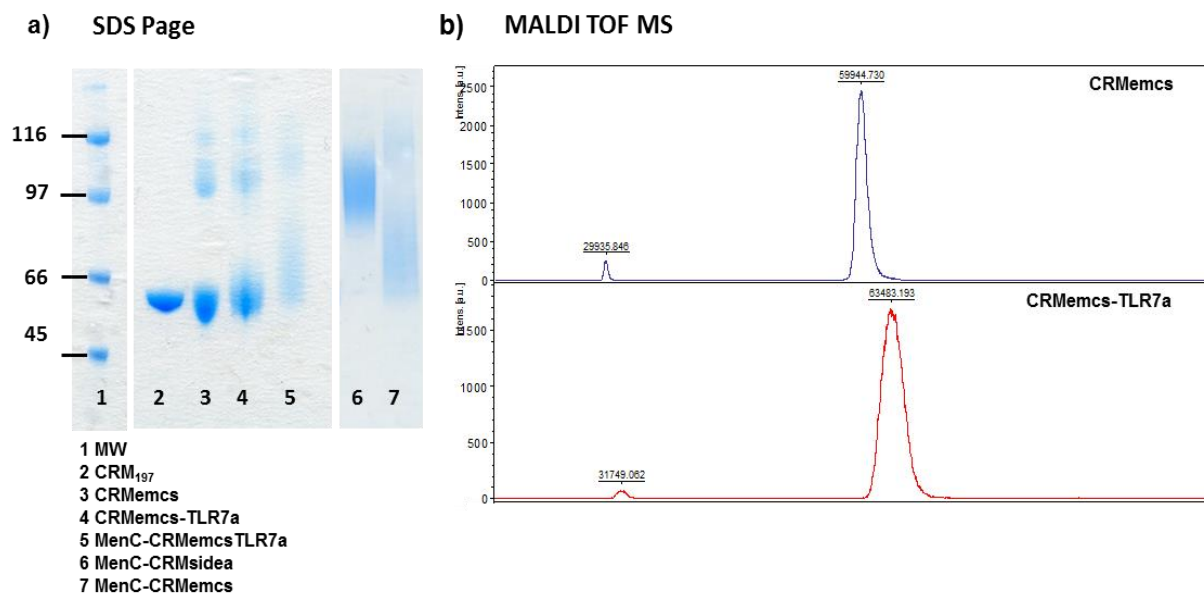 a) SDS Page
116
97
66
45
1 2 3 4 5 6 7
1 MW
2 CRM197
3 CRMemcs
4 CRMemcs-TLR7a
5 MenC-CRMemcsTLR7a
6 MenC-CRMsidea
7 MenC-CRMemcs
b) MALDI TOF MS
Intens. [a.u.]
2500
2000
1500
1000
500
0
59944.730
29935.846
CRMemcs
Intens. [a.u.]
1500
1000
500
0
63483.193
31749.062
CRMemcs-TLR7a